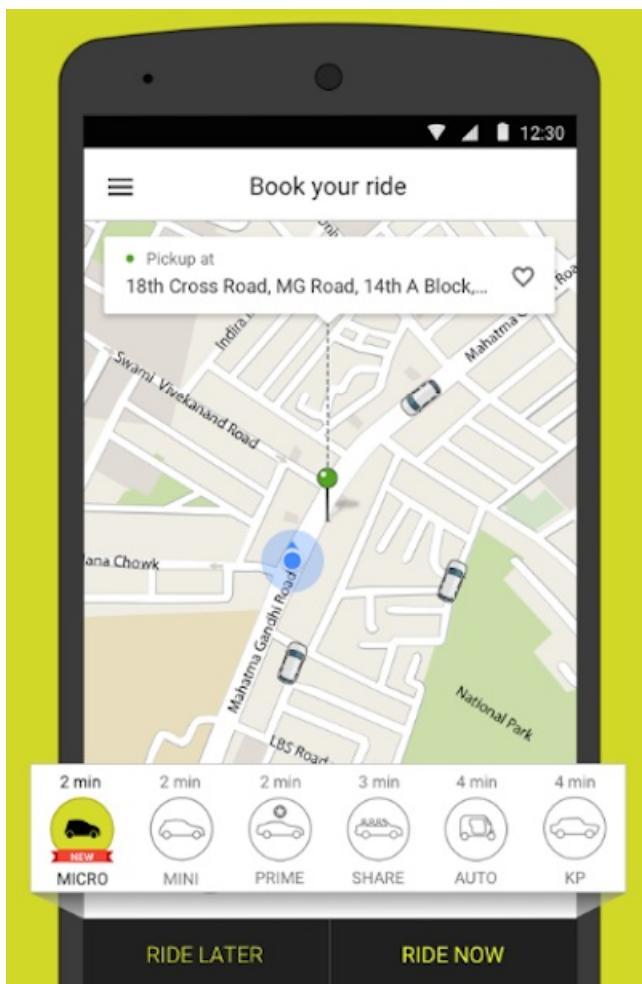 12:30
Book your ride
Pickup at
18th Cross Road, MG Road, 14th A Block,...
Indira
Mahatma
Roa
Swami Vivekanand Road
ana Chowk
Mahatma Gandhi Road
National Park
LBS Road
2 min
2 min
2 min
3 min
4 min
4 min
NEW
MICRO
MINI
PRIME
SHARE
AUTO
KP
RIDE LATER
RIDE NOW